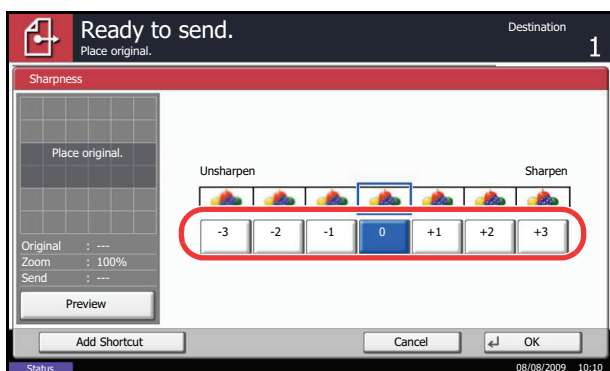 Ready to send.
Destination
Place original.
1
Sharpness
Place original.
Unsharpen
Sharpen
-3 -2 -1 0 +1 +2 +3
Original : ---
Zoom : 100%
Send : ---
Preview
Add Shortcut
Cancel
OK
Status
08/08/2009 10:10